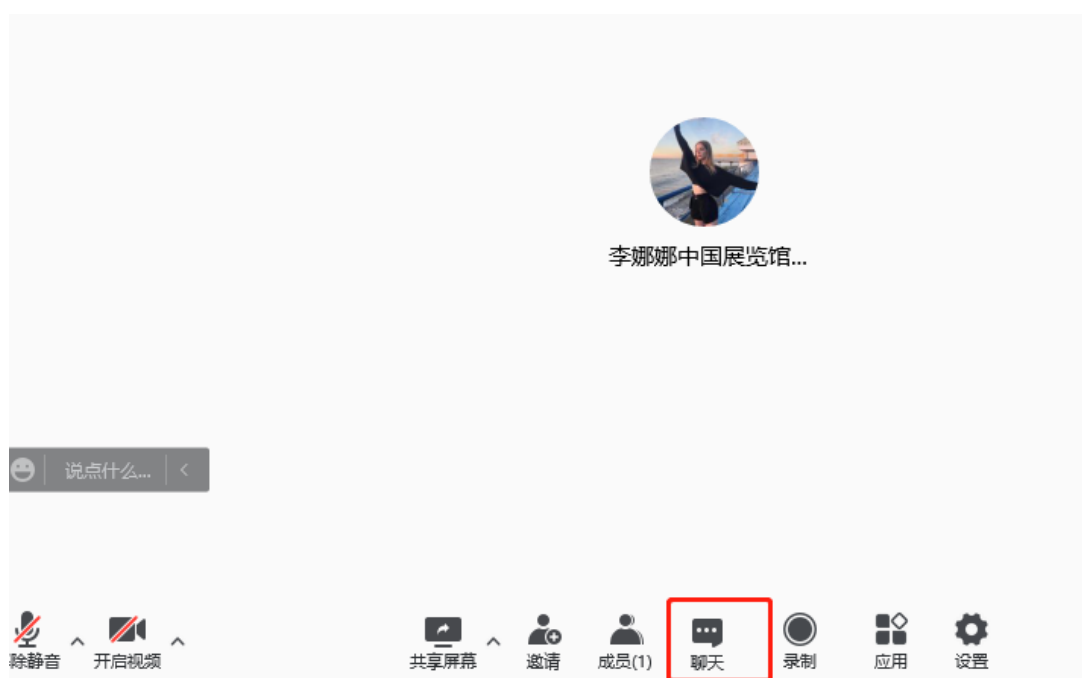 李娜娜中国展览馆...
说点什么...
除静音
开启视频
共享屏幕
邀请
成员(1)
聊天
录制
应用
设置